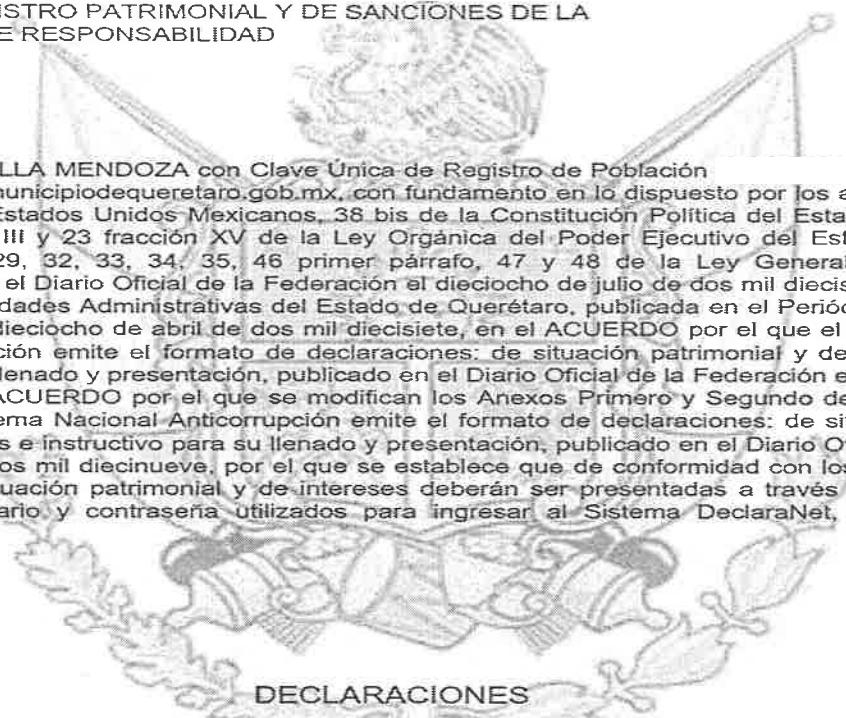 ISTRO PATRIMONIAL Y DE SANCIONES DE LA
E RESPONSABILIDAD
LLA MENDOZA con Clave Única de Registro de Población
municipiodequeretaro.gob.mx, con fundamento en lo dispuesto por los a
Estados Unidos Mexicanos, 38 bis de la Constitución Política del Esta
III y 23 fracción XV de la Ley Orgánica del Poder Ejecutivo del Est
29, 32, 33, 34, 35, 46 primer párrafo, 47 y 48 de la Ley General
el Diario Oficial de la Federación el dieciocho de julio de dos mil diecis
dades Administrativas del Estado de Querétaro, publicada en el Perióc
dieciocho de abril de dos mil diecisiete, en el ACUERDO por el que el
ción emite el formato de declaraciones: de situación patrimonial y de
llenado y presentación, publicado en el Diario Oficial de la Federación e
ACUERDO por el que se modifican los Anexos Primero y Segundo de
ema Nacional Anticorrupción emite el formato de declaraciones: de si
s e instructivo para su llenado y presentación, publicado en el Diario O
os mil diecinueve, por el que se establece que de conformidad con los
uación patrimonial y de intereses deberán ser presentadas a través
ario y contraseña utilizados para ingresar al Sistema DeclaraNet,
DECLARACIONES